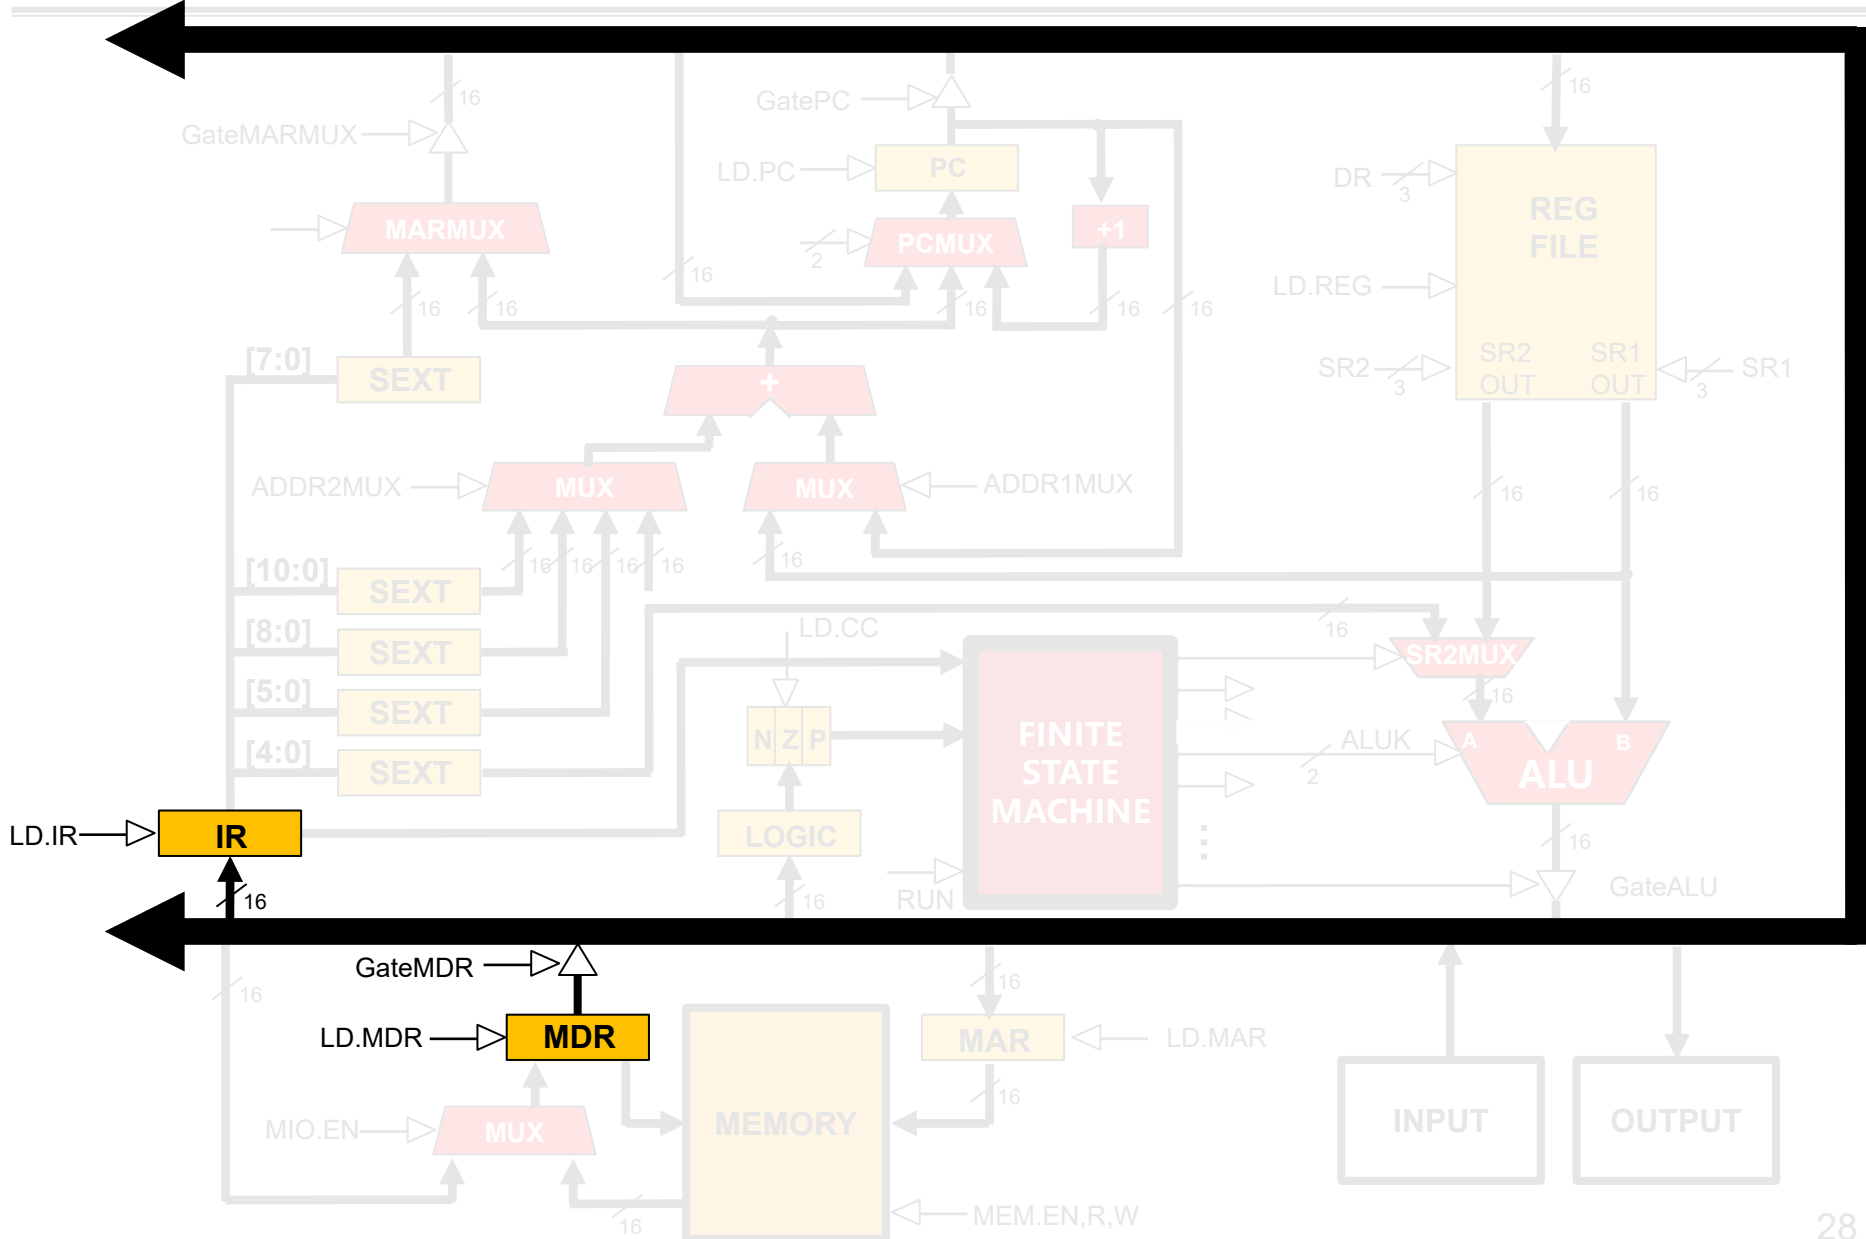 16
GatePC
16
GateMARMUX
LD.PC
PC
DR
3
REG
FILE
MARMUX
2
PCMUX
+1
16
LD.REG
16
16
16
16
16
[7:0]
SEXT
+
SR2
3
SR2
OUT
SR1
OUT
3
SR1
ADDR2MUX
MUX
MUX
ADDR1MUX
16
16
[10:0]
SEXT
16
16
16
16
16
[8:0]
SEXT
LD.CC
16
SR2MUX
[5:0]
SEXT
16
N Z P
FINITE
STATE
MACHINE
ALUK
2
A
B
ALU
[4:0]
SEXT
LD.IR
IR
LOGIC
⋮
16
16
16
RUN
GateALU
GateMDR
16
16
LD.MDR
MDR
MAR
LD.MAR
16
MIO.EN
MUX
MEMORY
INPUT
OUTPUT
16
MEM.EN,R,W
28